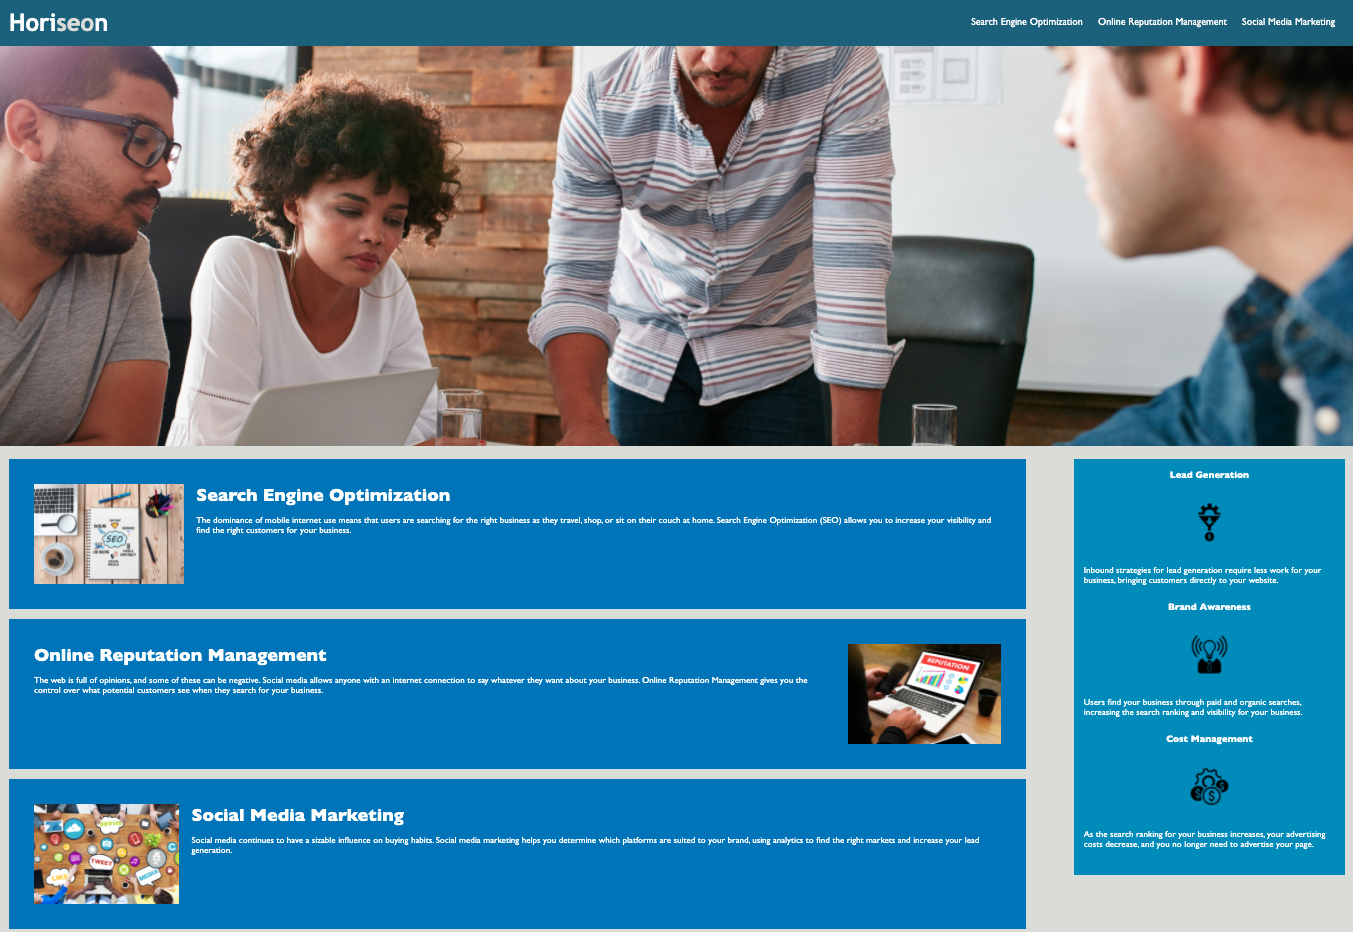 Horiseon
Search Engine Optimization
Online Reputation Management
Social Media Marketing
SEO
Search Engine Optimization
The dominance of mobile internet use means that users are searching for the right business as they travel, shop, or sit on their couch at home. Search Engine Optimization (SEO) allows you to increase your visibility and
find the right customers for your business.
Online Reputation Management
The web is full of opinions, and some of these can be negative. Social media allows anyone with an internet connection to say whatever they want about your business. Online Reputation Management gives you the
control over what potential customers see when they search for your business.
REPUTATION
Social Media Marketing
Social media continues to have a sizable influence on buying habits. Social media marketing helps you determine which platforms are suited to your brand, using analytics to find the right markets and increase your lead
generation.
TWEET
LIKE
MEDIA
Lead Generation
Inbound strategies for lead generation require less work for your
business, bringing customers directly to your website.
Brand Awareness
Users find your business through paid and organic searches,
increasing the search ranking and visibility for your business.
Cost Management
As the search ranking for your business increases, your advertising
costs decrease, and you no longer need to advertise your page.